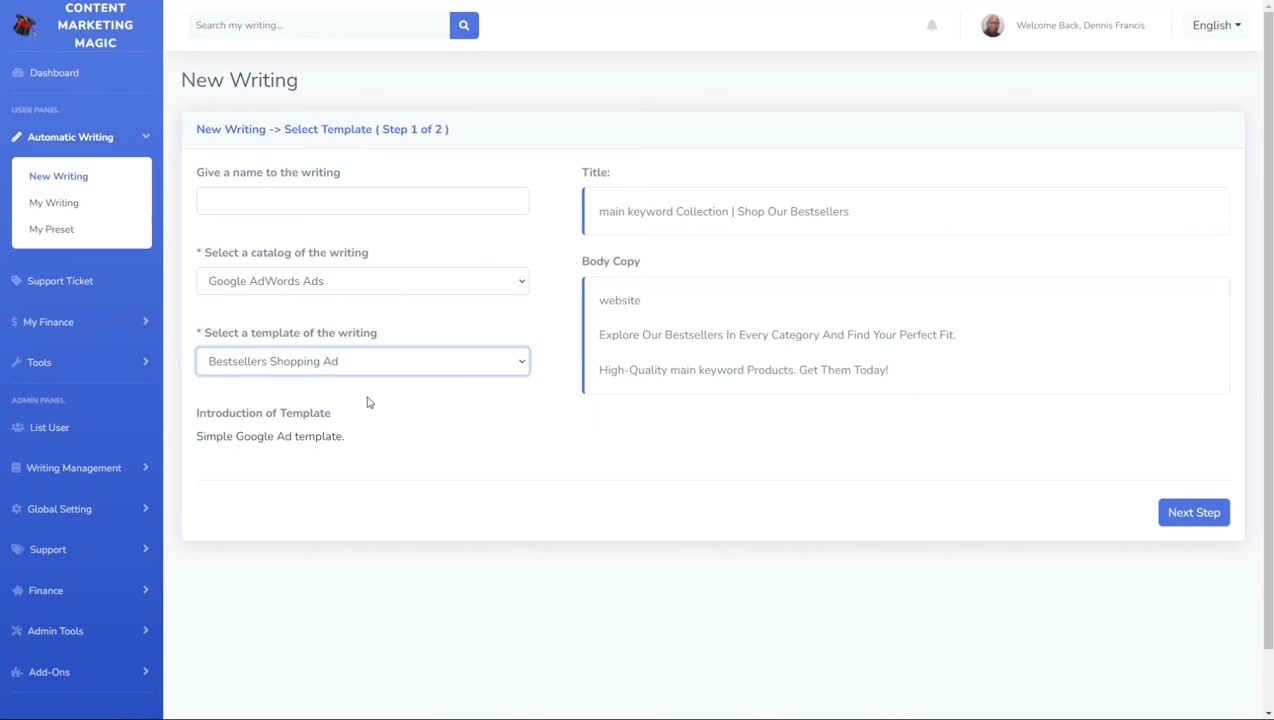 CONTENT
MARKETING
MAGIC
Dashboard
USER PANEL
Automatic Writing
New Writing
My Writing
My Preset
Support Ticket
$ My Finance
Tools
ADMIN PANEL
List User
Writing Management
Global Setting
Support
Finance
Admin Tools
Add-Ons
Search my writing...
Welcome Back, Dennis Francis
English
New Writing
New Writing -> Select Template ( Step 1 of 2 )
Give a name to the writing
* Select a catalog of the writing
Google AdWords Ads
* Select a template of the writing
Bestsellers Shopping Ad
Introduction of Template
Simple Google Ad template.
Title:
main keyword Collection | Shop Our Bestsellers
Body Copy
website
Explore Our Bestsellers In Every Category And Find Your Perfect Fit.
High-Quality main keyword Products. Get Them Today!
Next Step